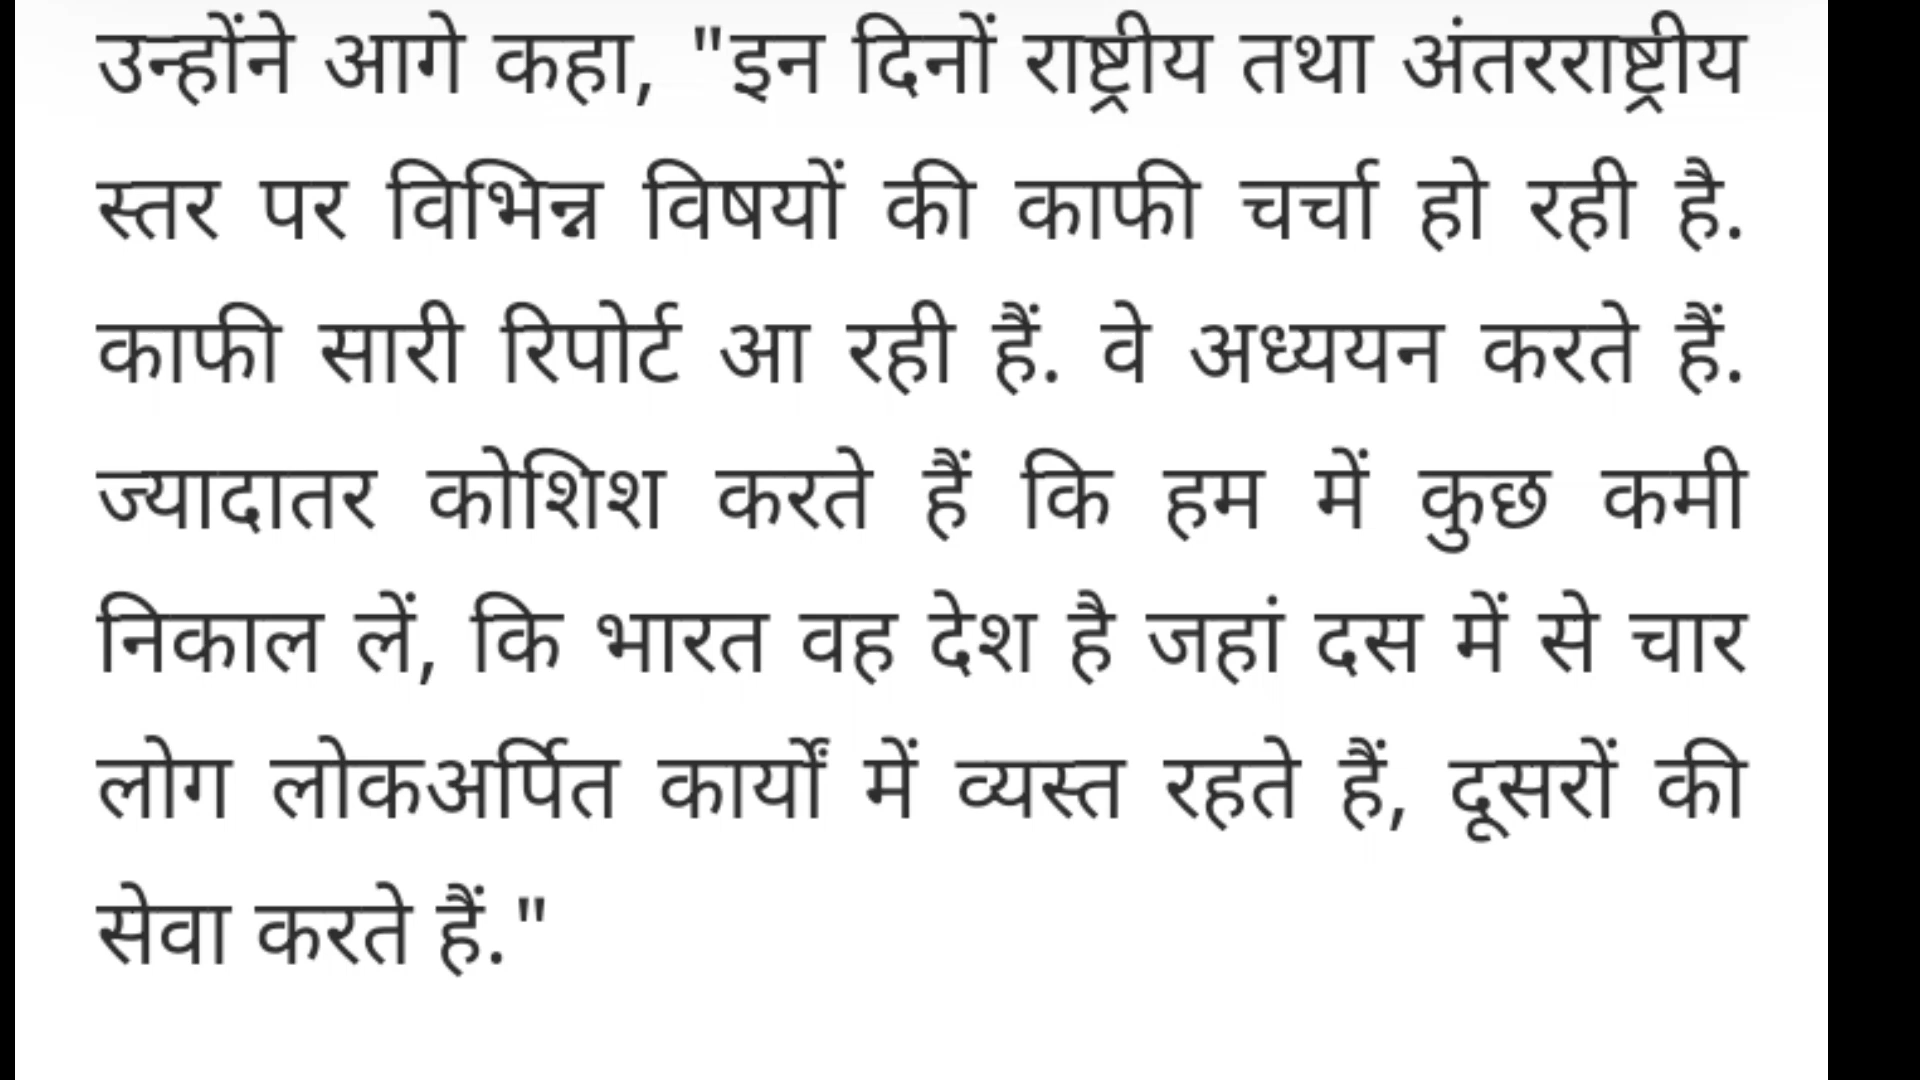 उन्होंने आगे कहा, "इन दिनों राष्ट्रीय तथा अंतरराष्ट्रीय
स्तर पर विभिन्न विषयों की काफी चर्चा हो रही है.
काफी सारी रिपोर्ट आ रही हैं. वे अध्ययन करते हैं.
ज्यादातर कोशिश करते हैं कि हम में कुछ कमी
निकाल लें, कि भारत वह देश है जहां दस में से चार
लोग लोकअर्पित कार्यों में व्यस्त रहते हैं, दूसरों की
सेवा करते हैं."